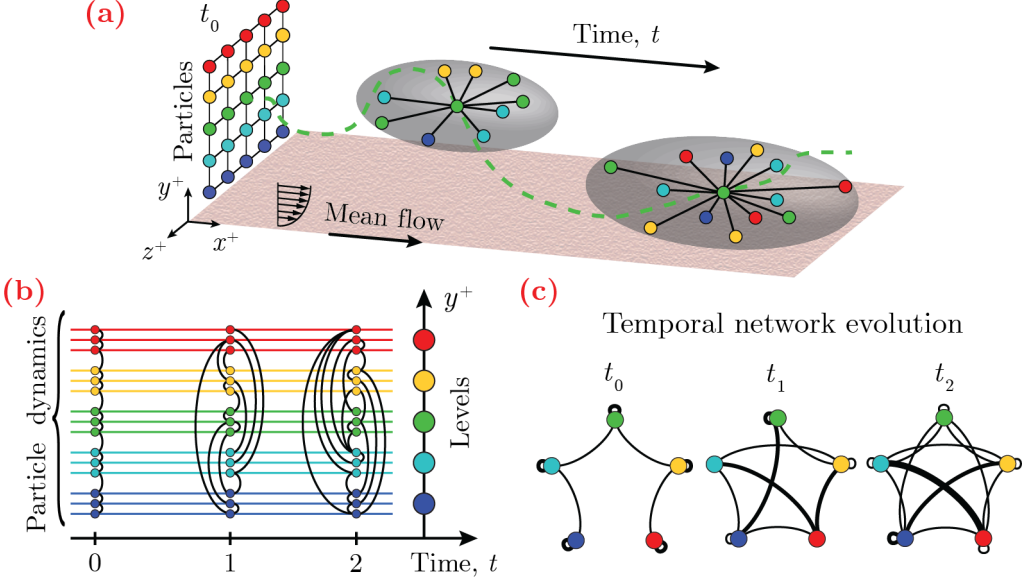 (a)
t₀
Time, t
Particles
y⁺
z⁺
x⁺
Mean flow
(b)
y⁺
Particle dynamics
Levels
0
1
2
Time, t
(c)
Temporal network evolution
t₀
t₁
t₂